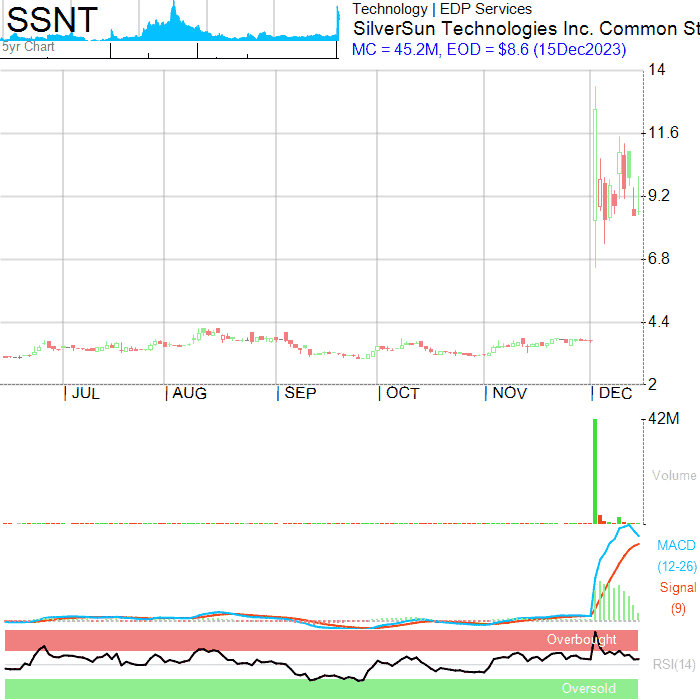 SSNT
5yr Chart
Technology | EDP Services
SilverSun Technologies Inc. Common St
MC = 45.2M, EOD = $8.6 (15Dec2023)
14
11.6
9.2
6.8
4.4
2
JUL
AUG
SEP
OCT
NOV
DEC
42M
Volume
MACD
(12-26)
Signal
(9)
Overbought
RSI(14)
Oversold